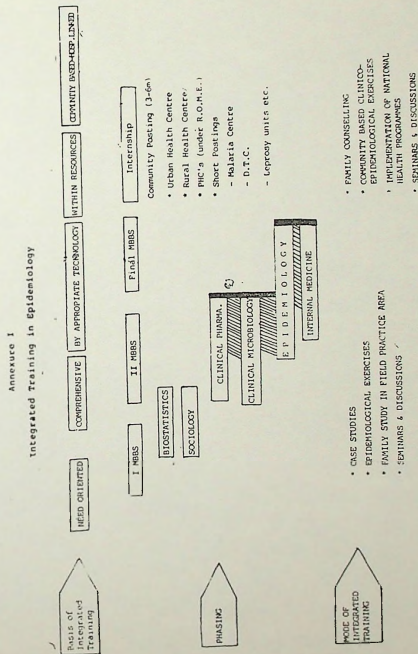 Annexure I
Integrated Training in Epidemiology
Basis of
Integrated
Training
NEED ORIENTED
COMPREHENSIVE
BY APPROPIATE TECHNOLOGY
WITHIN RESOURCES
COMMUNITY BASED-HOSP.LINKED
PHASING
I MBBS
II MBBS
Final MBBS
Internship
BIOSTATISTICS
SOCIOLOGY
CLINICAL PHARMA.
CLINICAL MICROBIOLOGY
EPIDEMIOLOGY
INTERNAL MEDICINE
Community Posting (3-6m)
• Urban Health Centre
• Rural Health Centre/
• PHC's (under R.O.M.E.)
• Short Postings
- Malaria Centre
- D.T.C.
- Leprosy units etc.
MODE OF
INTEGRATED
TRAINING
• CASE STUDIES
• EPIDEMIOLOGICAL EXERCISES
• FAMILY STUDY IN FIELD PRACTICE AREA
• SEMINARS & DISCUSSIONS
• FAMILY COUNSELLING
• COMMUNITY BASED CLINICO-
EPIDEMIOLOGICAL EXERCISES
• IMPLEMENTATION OF NATIONAL
HEALTH PROGRAMMES
• SEMINARS & DISCUSSIONS